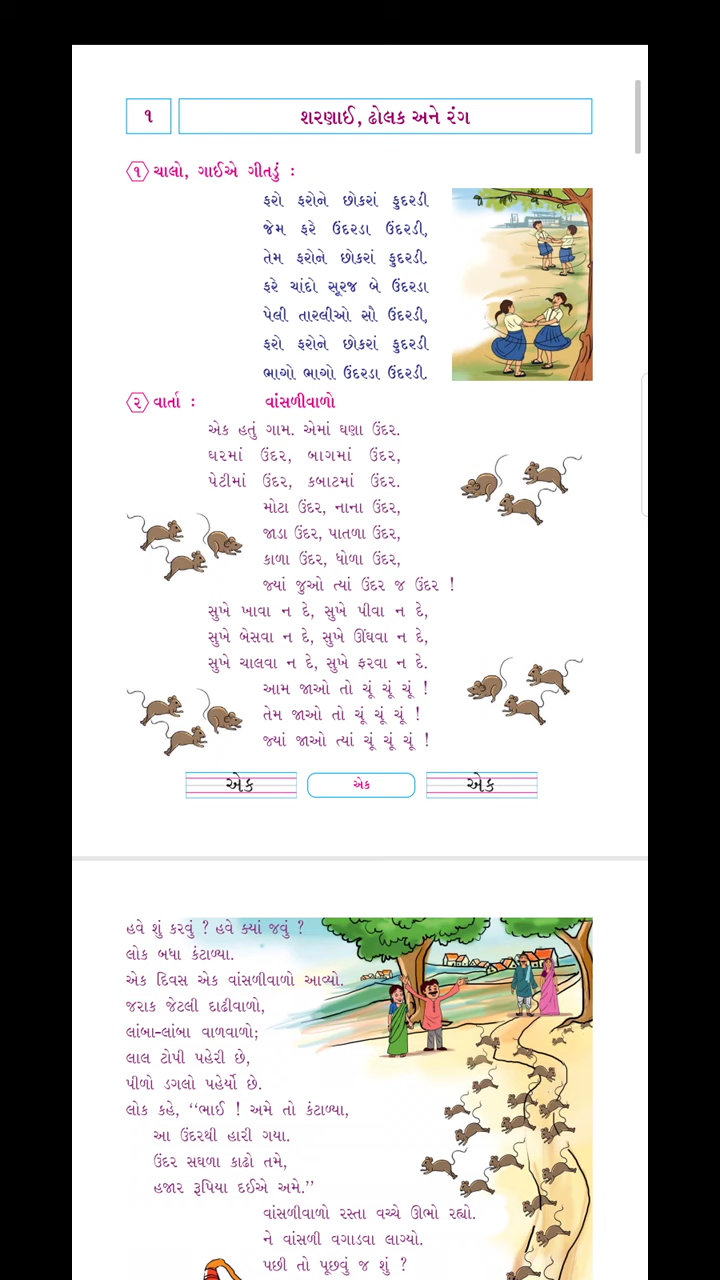 ૧
શરણાઈ, ઢોલક અને રંગ
૧ ચાલો, ગાઈએ ગીતડું :
ફરો ફરોને છોકરાં કુદરડી
જેમ ફરે ઉંદરડા ઉંદરડી,
તેમ ફરોને છોકરાં કુદરડી.
ફરે ચાંદો સૂરજ બે ઉંદરડા
પેલી તારલીઓ સૌ ઉંદરડી,
ફરો ફરોને છોકરાં કુદરડી
ભાગો ભાગો ઉંદરડા ઉંદરડી.
૨ વાર્તા : વાંસળીવાળો
એક હતું ગામ. એમાં ઘણા ઉંદર.
ઘરમાં ઉંદર, બાગમાં ઉંદર,
પેટીમાં ઉંદર, કબાટમાં ઉંદર.
મોટા ઉંદર, નાના ઉંદર,
જાડા ઉંદર, પાતળા ઉંદર,
કાળા ઉંદર, ધોળા ઉંદર,
જ્યાં જુઓ ત્યાં ઉંદર જ ઉંદર !
સુખે ખાવા ન દે, સુખે પીવા ન દે,
સુખે બેસવા ન દે, સુખે ઊંઘવા ન દે,
સુખે ચાલવા ન દે, સુખે ફરવા ન દે.
આમ જાઓ તો ચૂં ચૂં ચૂં !
તેમ જાઓ તો ચૂં ચૂં ચૂં !
જ્યાં જાઓ ત્યાં ચૂં ચૂં ચૂં !
એક એક એક
હવે શું કરવું ? હવે ક્યાં જવું ?
લોક બધા કંટાળ્યા.
એક દિવસ એક વાંસળીવાળો આવ્યો.
જરાક જેટલી દાઢીવાળો,
લાંબા-લાંબા વાળવાળો;
લાલ ટોપી પહેરી છે,
પીળો ડગલો પહેર્યો છે.
લોક કહે, ‘‘ભાઈ ! અમે તો કંટાળ્યા,
આ ઉંદરથી હારી ગયા.
ઉંદર સઘળા કાઢો તમે,
હજાર રૂપિયા દઈએ અમે.’’
વાંસળીવાળો રસ્તા વચ્ચે ઊભો રહ્યો.
ને વાંસળી વગાડવા લાગ્યો.
પછી તો પૂછવું જ શું ?